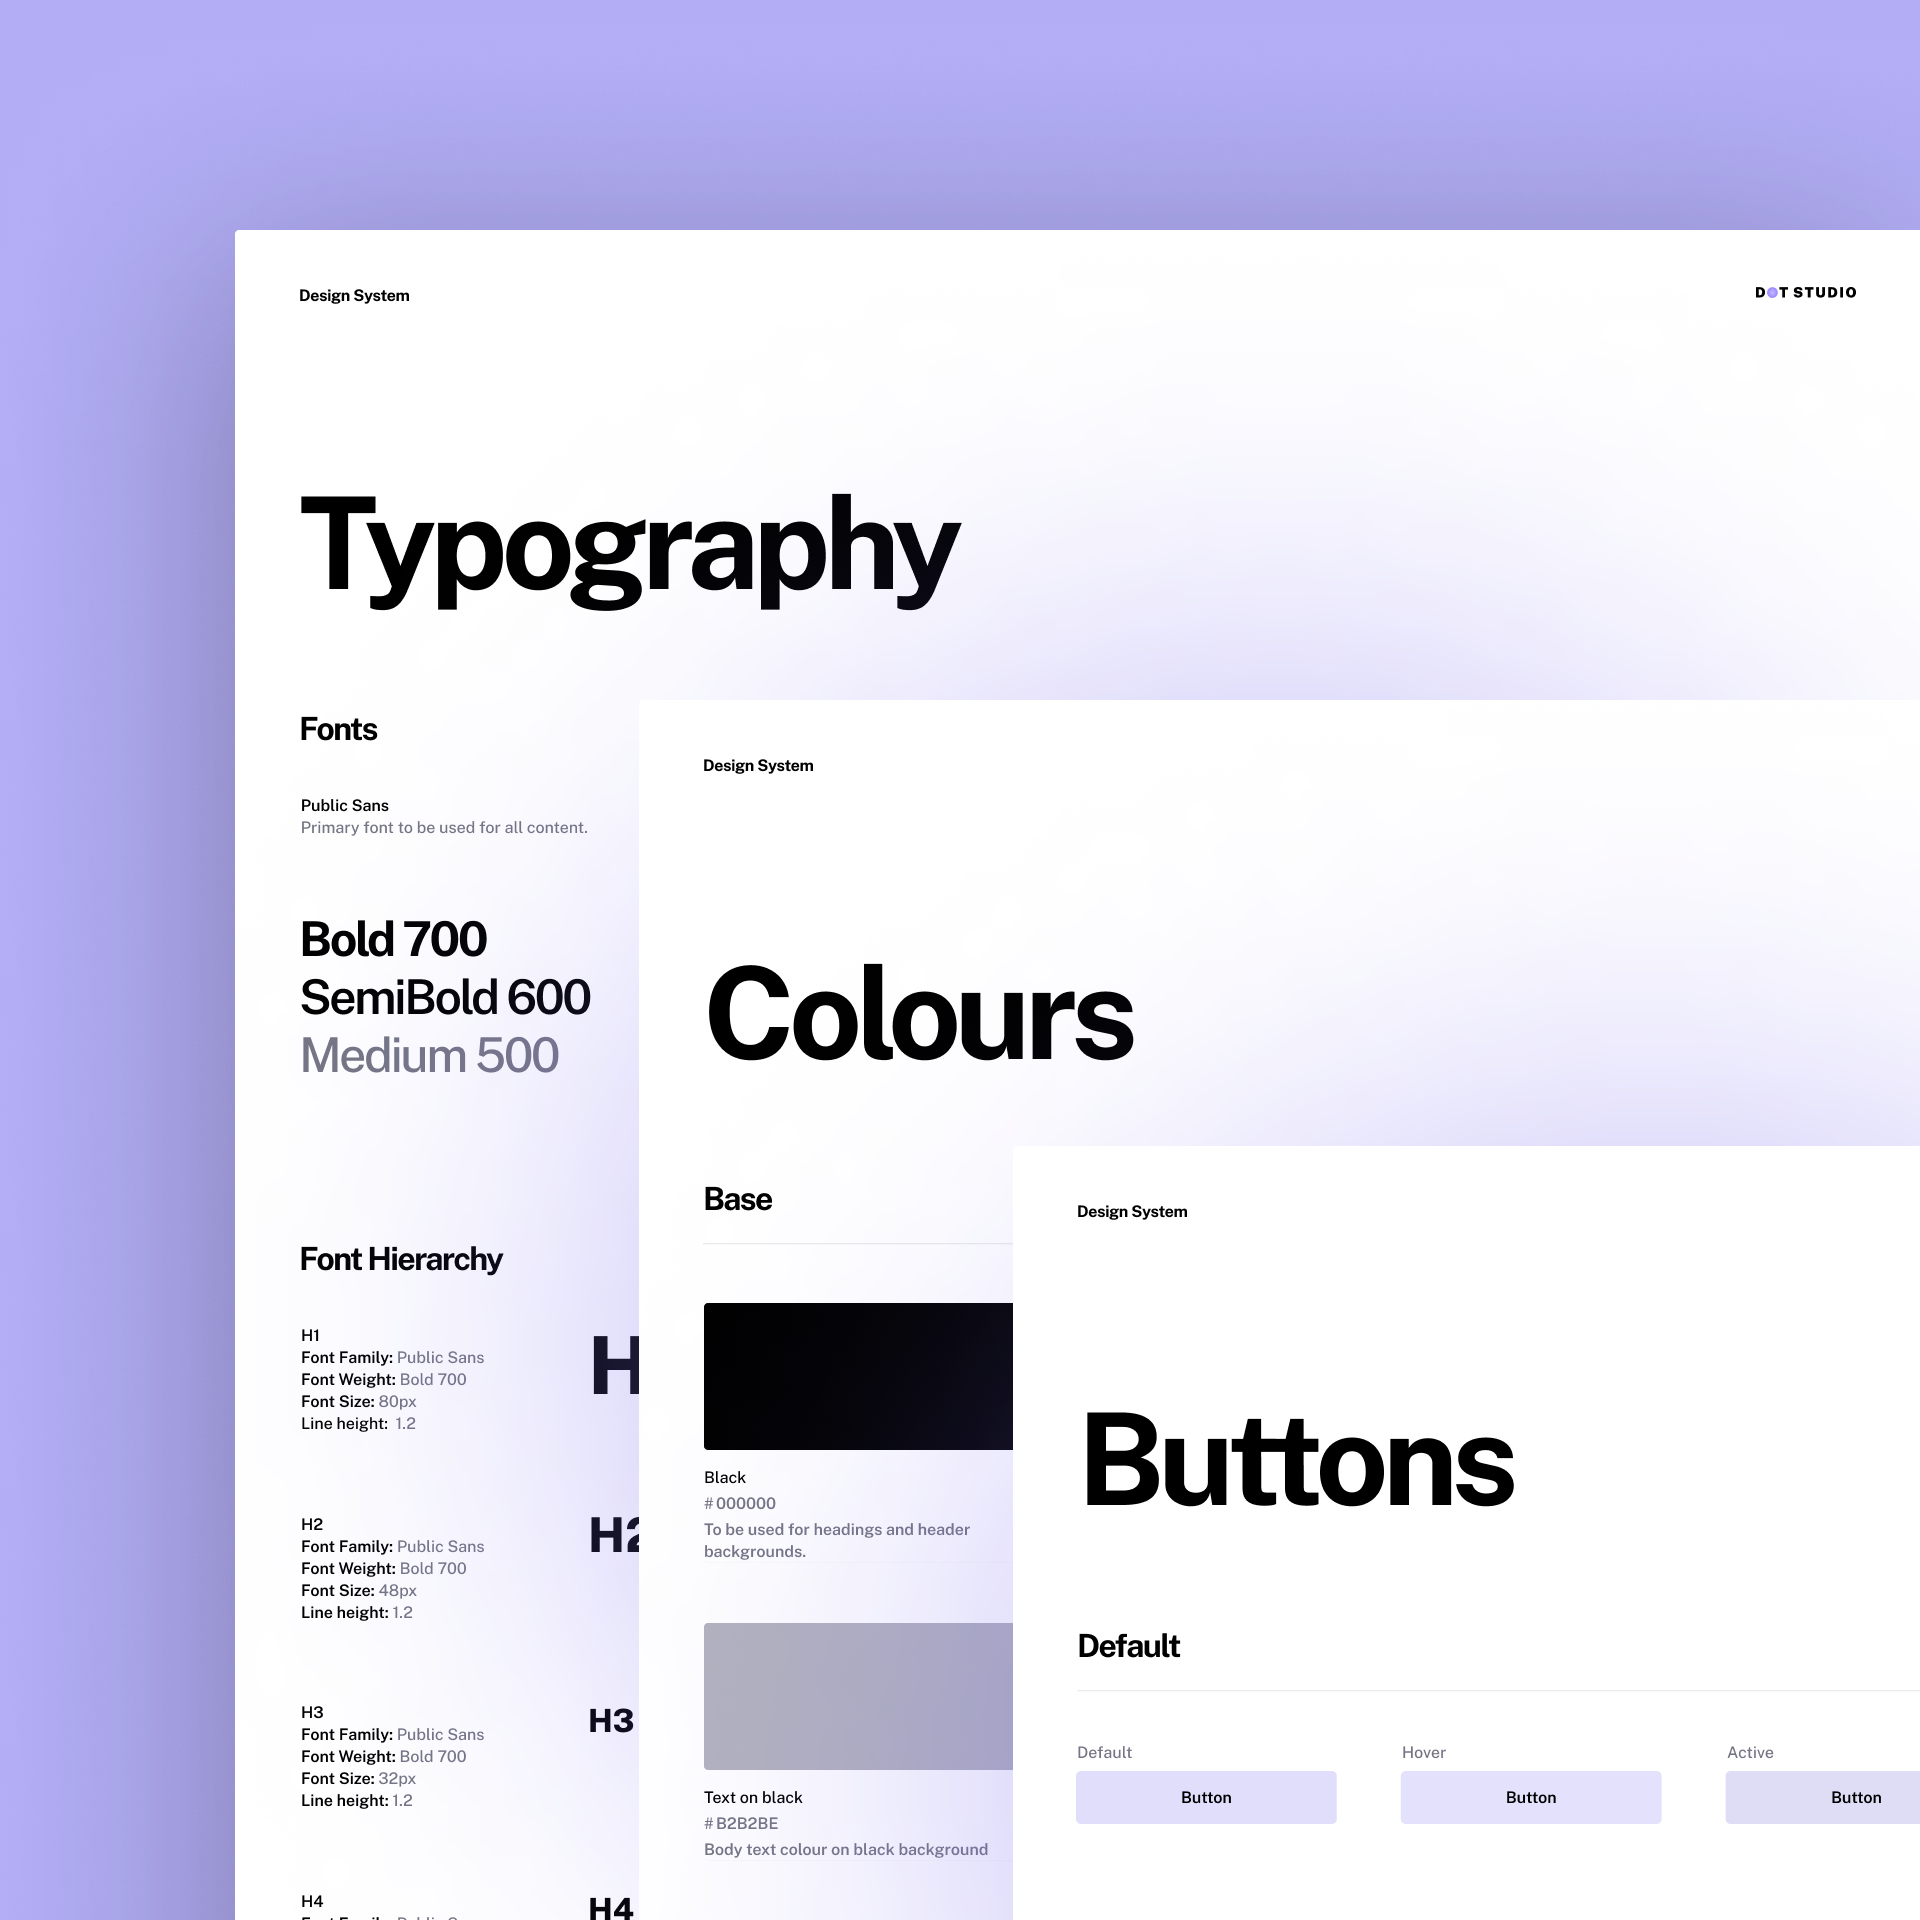 Design System
DOT STUDIO
Typography
Fonts
Public Sans
Primary font to be used for all content.
Bold 700
SemiBold 600
Medium 500
Font Hierarchy
H1
Font Family: Public Sans
Font Weight: Bold 700
Font Size: 80px
Line height: 1.2
H
H2
Font Family: Public Sans
Font Weight: Bold 700
Font Size: 48px
Line height: 1.2
H2
H3
Font Family: Public Sans
Font Weight: Bold 700
Font Size: 32px
Line height: 1.2
H3
H4
H4
Design System
Colours
Base
Black
# 000000
To be used for headings and header
backgrounds.
Text on black
# B2B2BE
Body text colour on black background
Design System
Buttons
Default
Default
Hover
Active
Button
Button
Button